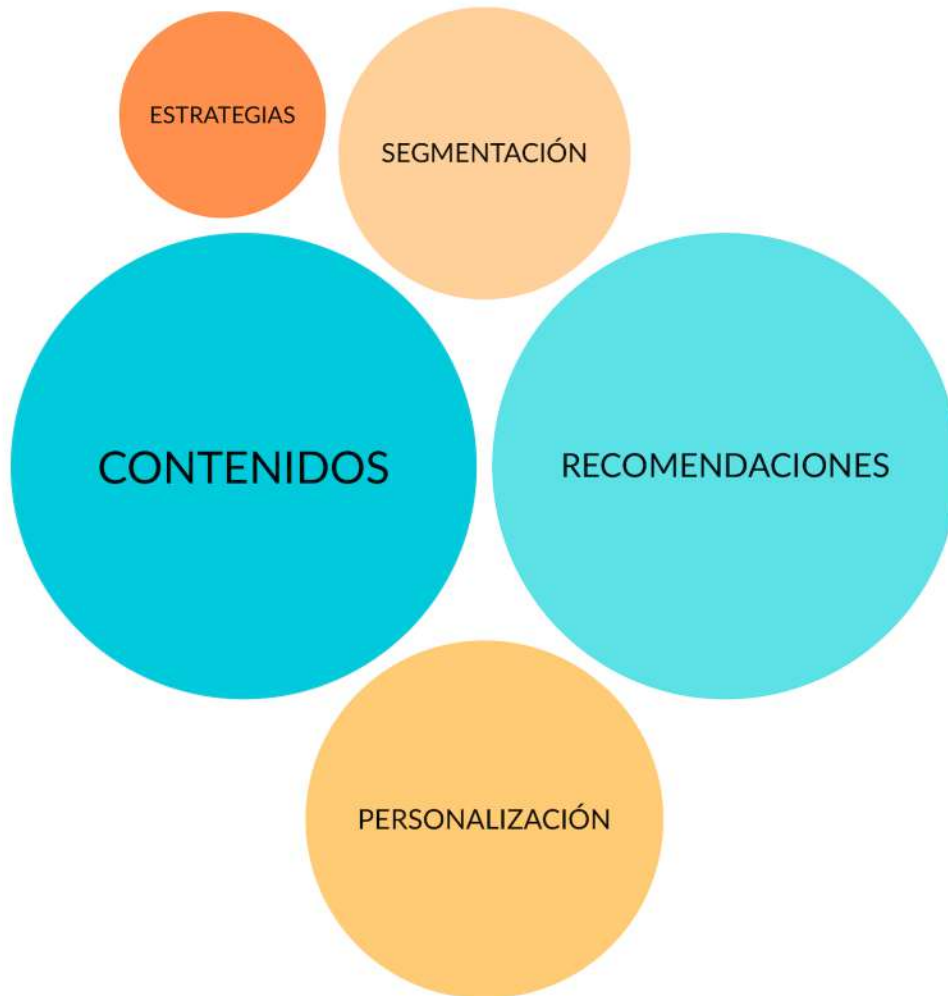 ESTRATEGIAS
SEGMENTACIÓN
CONTENIDOS
RECOMENDACIONES
PERSONALIZACIÓN